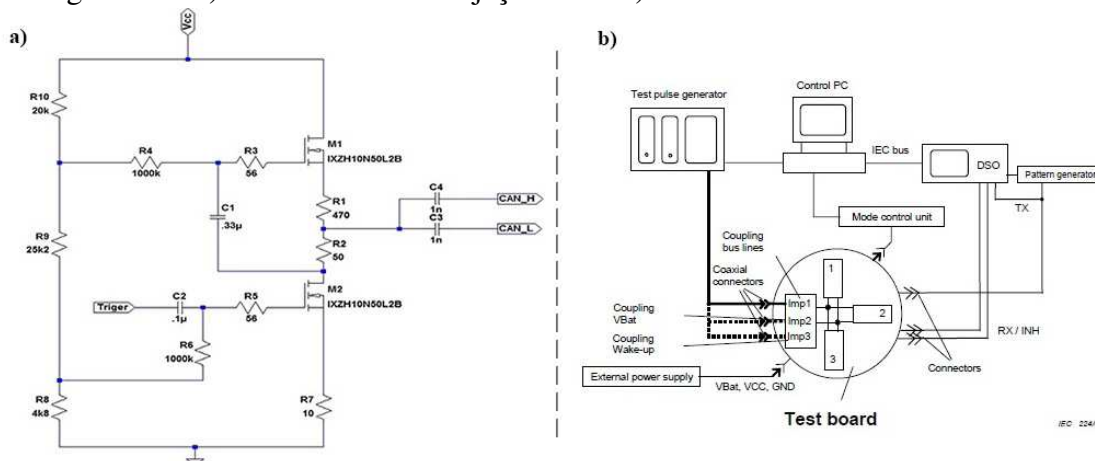 a)
Vcc
R10
20k
R4
1000k
R3
56
M1
IXZH10N50L2B
R1
470
C4
1n
CAN_H
C3
1n
CAN_L
C1
.33µ
R9
25k2
R2
50
M2
IXZH10N50L2B
Triger
C2
.1µ
R5
56
R6
1000k
R8
4k8
R7
10
b)
Test pulse generator
Control PC
IEC bus
DSO
Pattern generator
TX
Mode control unit
Coupling
bus lines
Coaxial
connectors
Coupling
VBat
Coupling
Wake-up
Imp1
Imp2
Imp3
1
2
3
RX / INH
Connectors
External power supply
VBat, VCC, GND
Test board